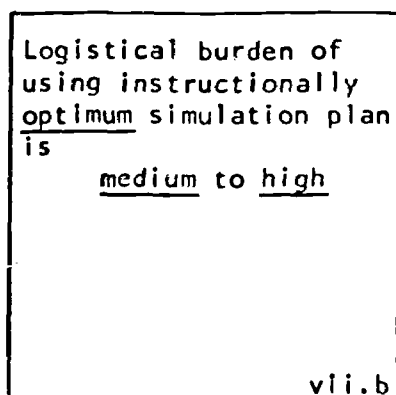 Logistical burden of
using instructionally
optimum simulation plan
is
medium to high
vii.b